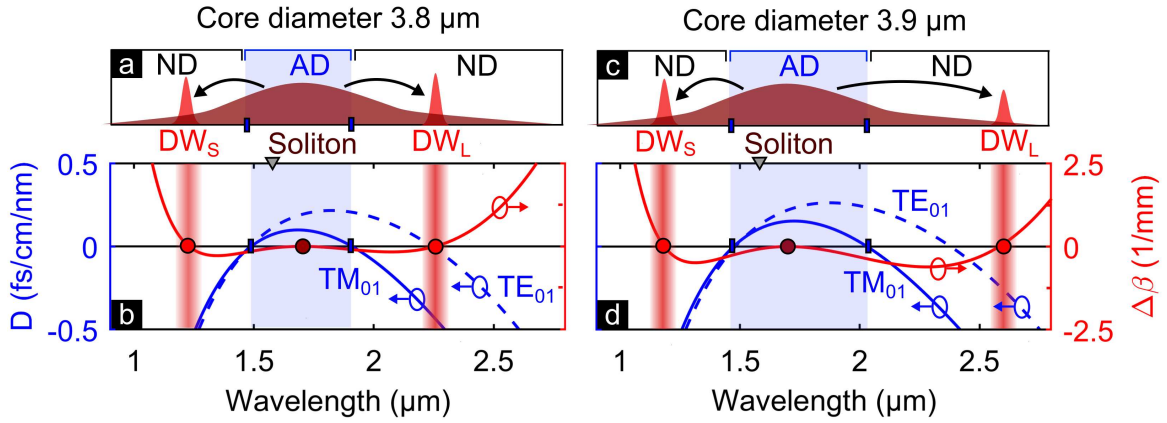 Core diameter 3.8 µm
Core diameter 3.9 µm
a
ND
AD
ND
c
ND
AD
ND
DWS
Soliton
DWL
DWS
Soliton
DWL
D (fs/cm/nm)
0.5
0
-0.5
b
TM01
TE01
d
TE01
TM01
2.5
0
-2.5
Δβ (1/mm)
1
1.5
2
2.5
1
1.5
2
2.5
Wavelength (µm)
Wavelength (µm)